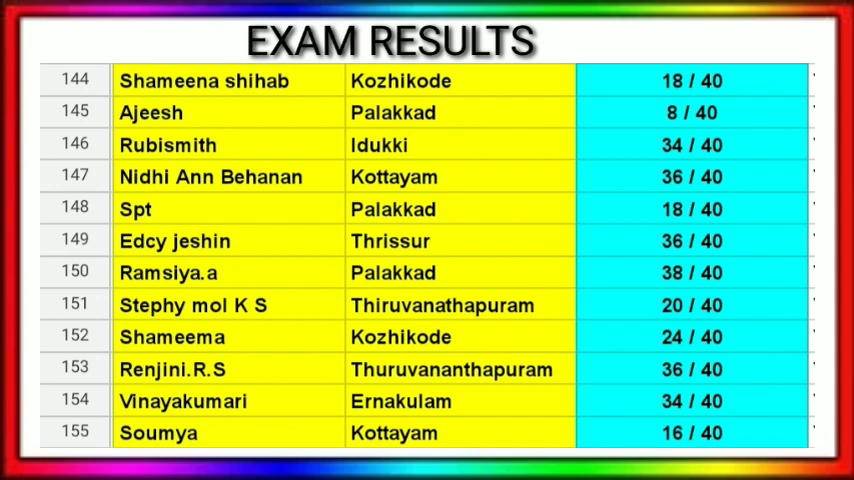 EXAM RESULTS
144 Shameena shihab Kozhikode 18 / 40
145 Ajeesh Palakkad 8 / 40
146 Rubismith Idukki 34 / 40
147 Nidhi Ann Behanan Kottayam 36 / 40
148 Spt Palakkad 18 / 40
149 Edcy jeshin Thrissur 36 / 40
150 Ramsiya.a Palakkad 38 / 40
151 Stephy mol K S Thiruvanathapuram 20 / 40
152 Shameema Kozhikode 24 / 40
153 Renjini.R.S Thuruvananthapuram 36 / 40
154 Vinayakumari Ernakulam 34 / 40
155 Soumya Kottayam 16 / 40